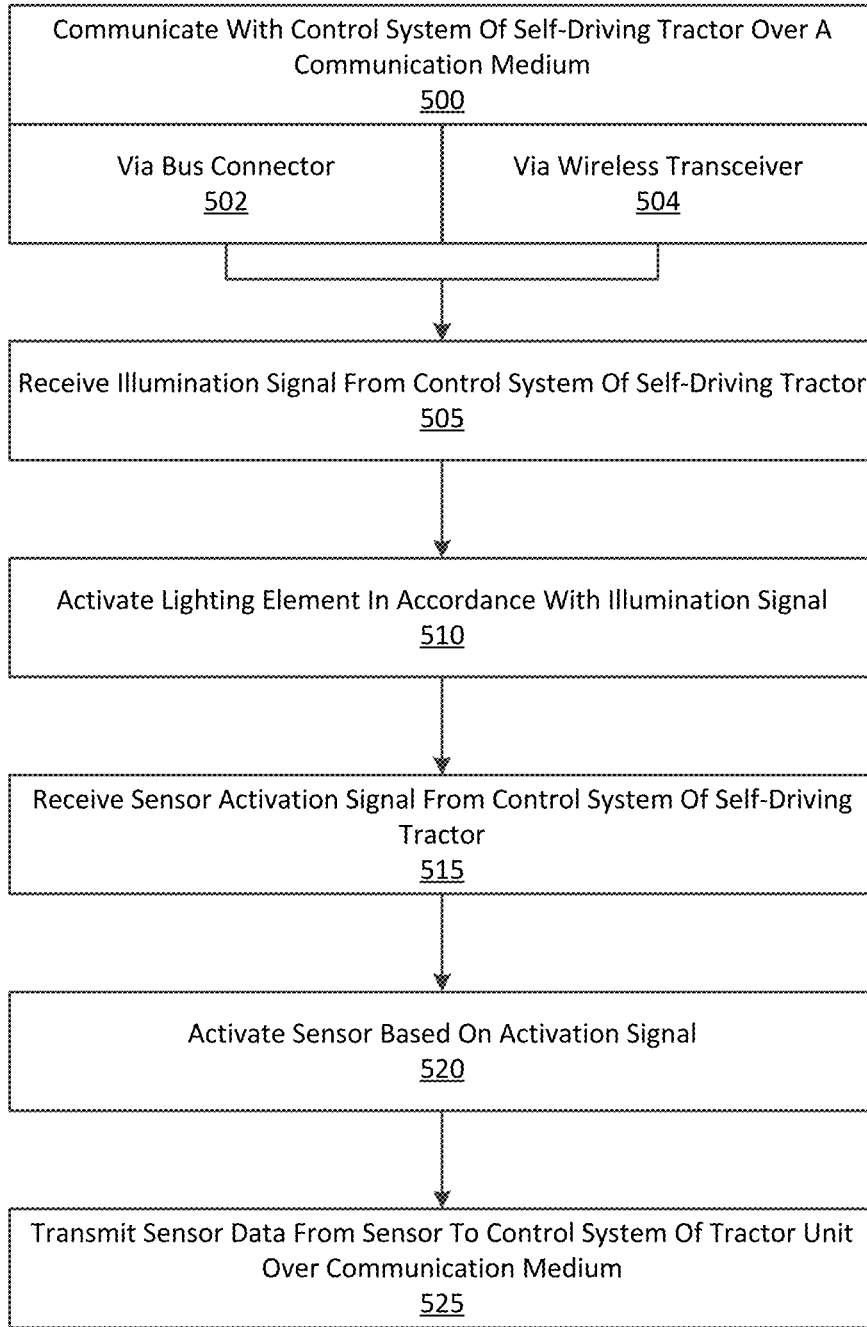 Communicate With Control System Of Self-Driving Tractor Over A
Communication Medium
500
Via Bus Connector
502
Via Wireless Transceiver
504
Receive Illumination Signal From Control System Of Self-Driving Tractor
505
Activate Lighting Element In Accordance With Illumination Signal
510
Receive Sensor Activation Signal From Control System Of Self-Driving
Tractor
515
Activate Sensor Based On Activation Signal
520
Transmit Sensor Data From Sensor To Control System Of Tractor Unit
Over Communication Medium
525